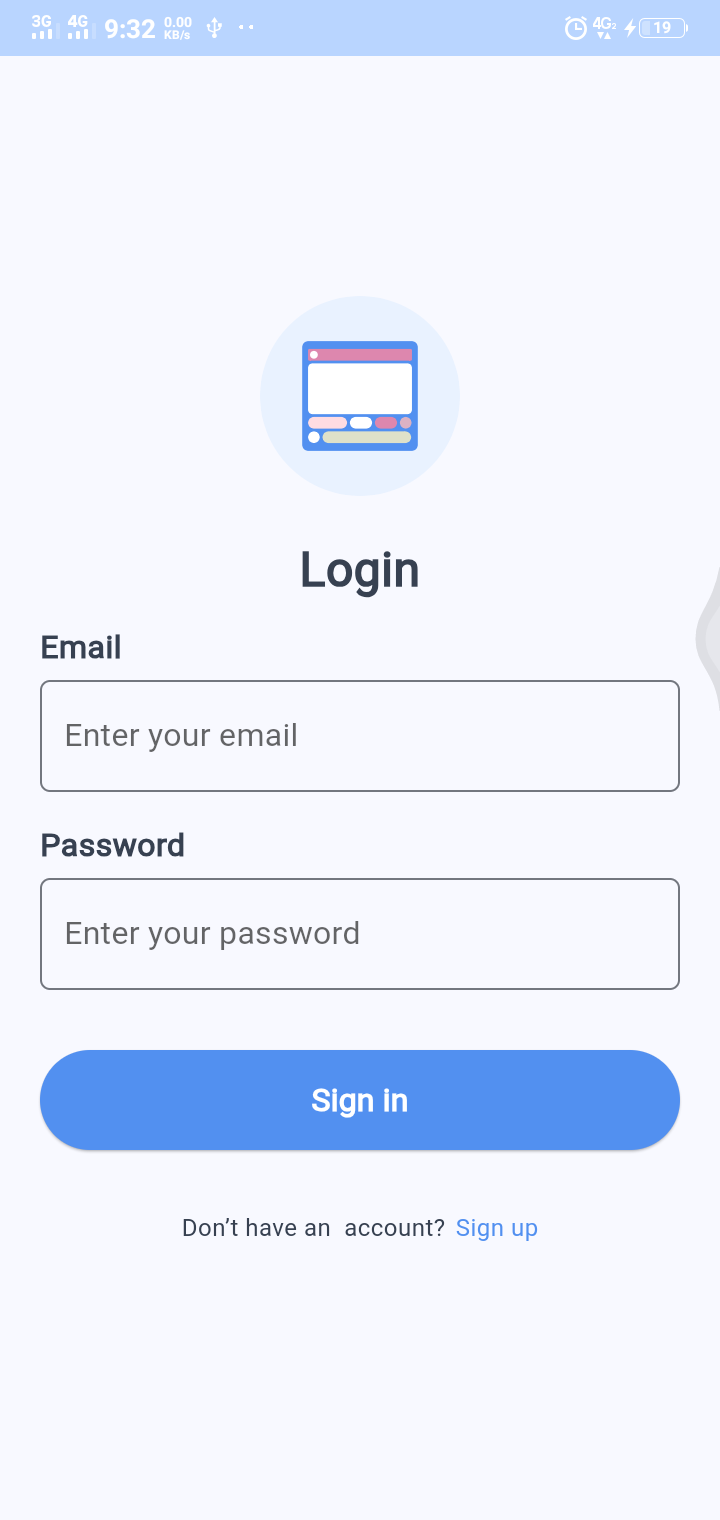 3G 4G 9:32 0.00 KB/s 4G2 19
Login
Email
Enter your email
Password
Enter your password
Sign in
Don’t have an account? Sign up